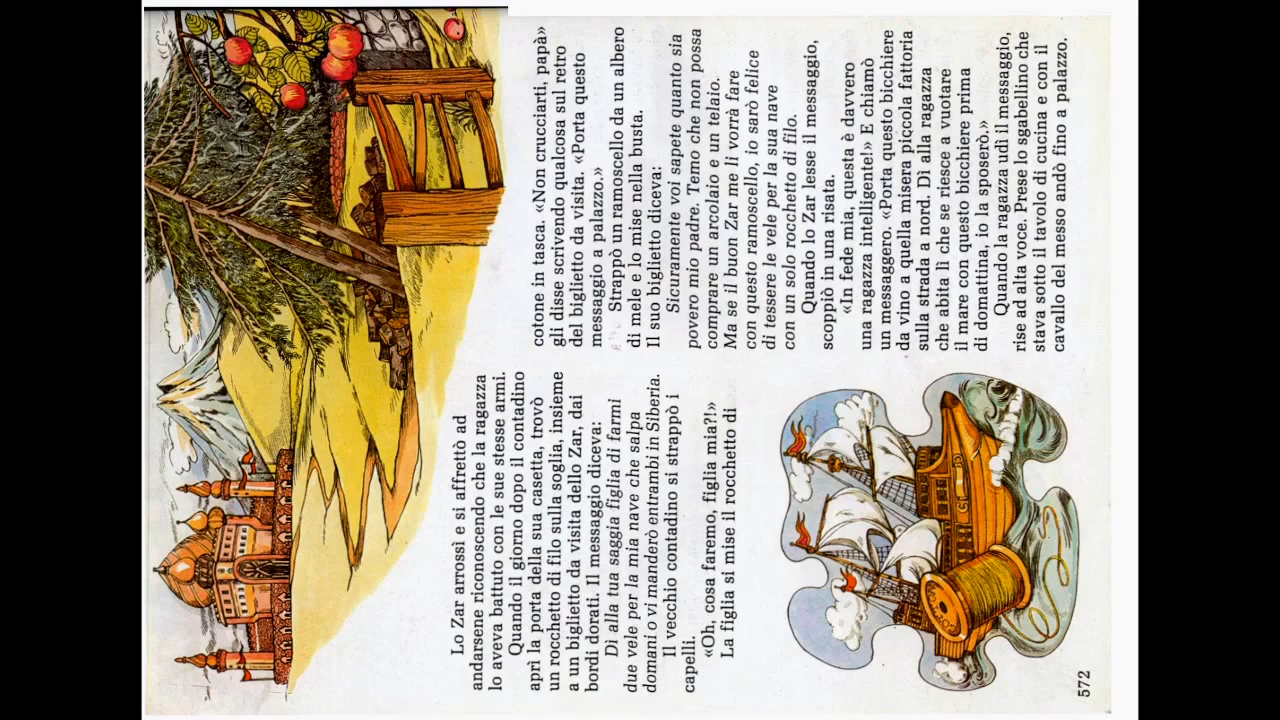 Lo Zar arrossì e si affrettò ad
andarsene riconoscendo che la ragazza
lo aveva battuto con le sue stesse armi.
Quando il giorno dopo il contadino
aprì la porta della sua casetta, trovò
un rocchetto di filo sulla soglia, insieme
a un biglietto da visita dello Zar, dai
bordi dorati. Il messaggio diceva:
Dì alla tua saggia figlia di farmi
due vele per la mia nave che salpa
domani o vi manderò entrambi in Siberia.
Il vecchio contadino si strappò i
capelli.
«Oh, cosa faremo, figlia mia?!»
La figlia si mise il rocchetto di
cotone in tasca. «Non crucciarti, papà»
gli disse scrivendo qualcosa sul retro
del biglietto da visita. «Porta questo
messaggio a palazzo.»
Strappò un ramoscello da un albero
di mele e lo mise nella busta.
Il suo biglietto diceva:
Sicuramente voi sapete quanto sia
povero mio padre. Temo che non possa
comprare un arcolaio e un telaio.
Ma se il buon Zar me li vorrà fare
con questo ramoscello, io sarò felice
di tessere le vele per la sua nave
con un solo rocchetto di filo.
Quando lo Zar lesse il messaggio,
scoppiò in una risata.
«In fede mia, questa è davvero
una ragazza intelligente!» E chiamò
un messaggero. «Porta questo bicchiere
da vino a quella misera piccola fattoria
sulla strada a nord. Dì alla ragazza
che abita lì che se riesce a vuotare
il mare con questo bicchiere prima
di domattina, io la sposerò.»
Quando la ragazza udì il messaggio,
rise ad alta voce. Prese lo sgabellino che
stava sotto il tavolo di cucina e con il
cavallo del messo andò fino a palazzo.
572